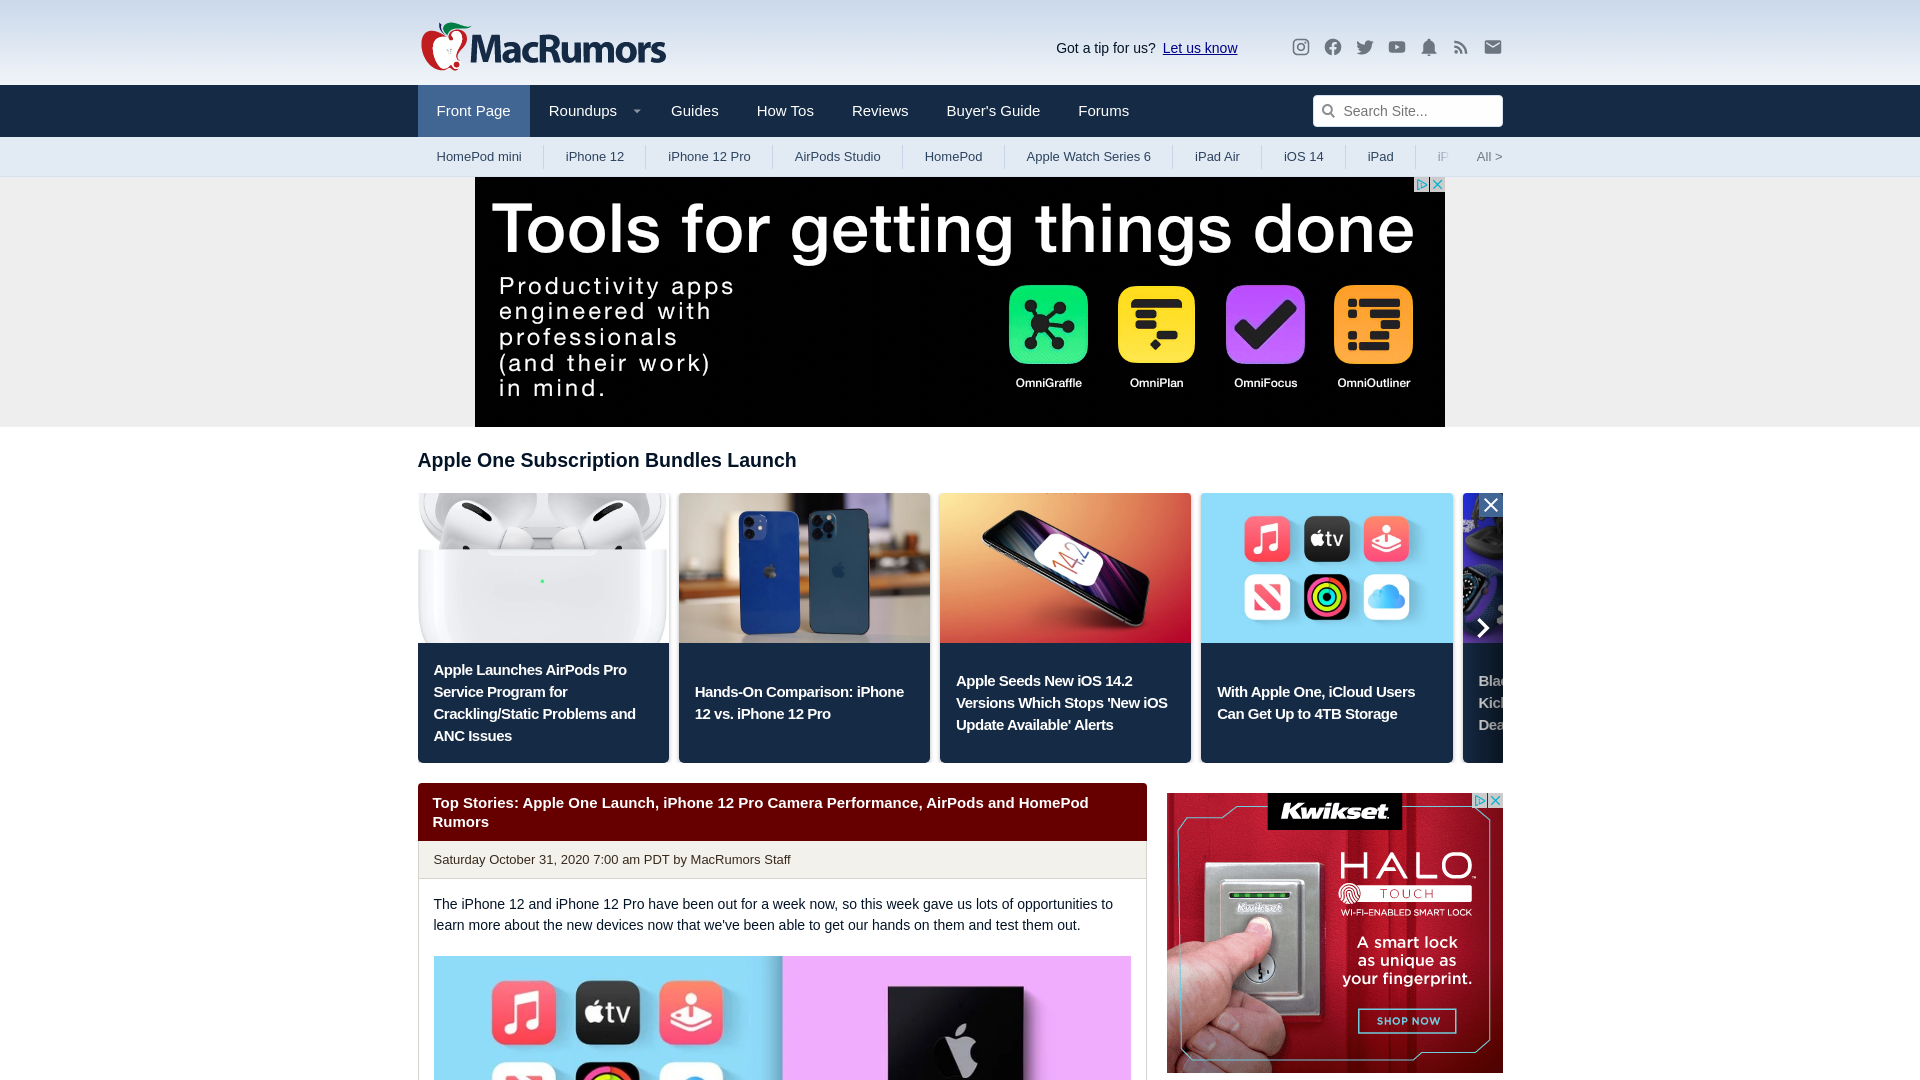 MacRumors
Got a tip for us? Let us know
Front Page
Roundups
Guides
How Tos
Reviews
Buyer's Guide
Forums
Search Site...
HomePod mini
iPhone 12
iPhone 12 Pro
AirPods Studio
HomePod
Apple Watch Series 6
iPad Air
iOS 14
iPad
iP
All >
Tools for getting things done
Productivity apps
engineered with
professionals
(and their work)
in mind.
OmniGraffle
OmniPlan
OmniFocus
OmniOutliner
Apple One Subscription Bundles Launch
14.2
tv
Apple Launches AirPods Pro
Service Program for
Crackling/Static Problems and
ANC Issues
Hands-On Comparison: iPhone
12 vs. iPhone 12 Pro
Apple Seeds New iOS 14.2
Versions Which Stops 'New iOS
Update Available' Alerts
With Apple One, iCloud Users
Can Get Up to 4TB Storage
Blac
Kick
Dea
Top Stories: Apple One Launch, iPhone 12 Pro Camera Performance, AirPods and HomePod
Rumors
Saturday October 31, 2020 7:00 am PDT by MacRumors Staff
The iPhone 12 and iPhone 12 Pro have been out for a week now, so this week gave us lots of opportunities to
learn more about the new devices now that we've been able to get our hands on them and test them out.
tv
Kwikset
HALO™
TOUCH
WI-FI-ENABLED SMART LOCK
Kwikset
A smart lock
as unique as
your fingerprint.
SHOP NOW